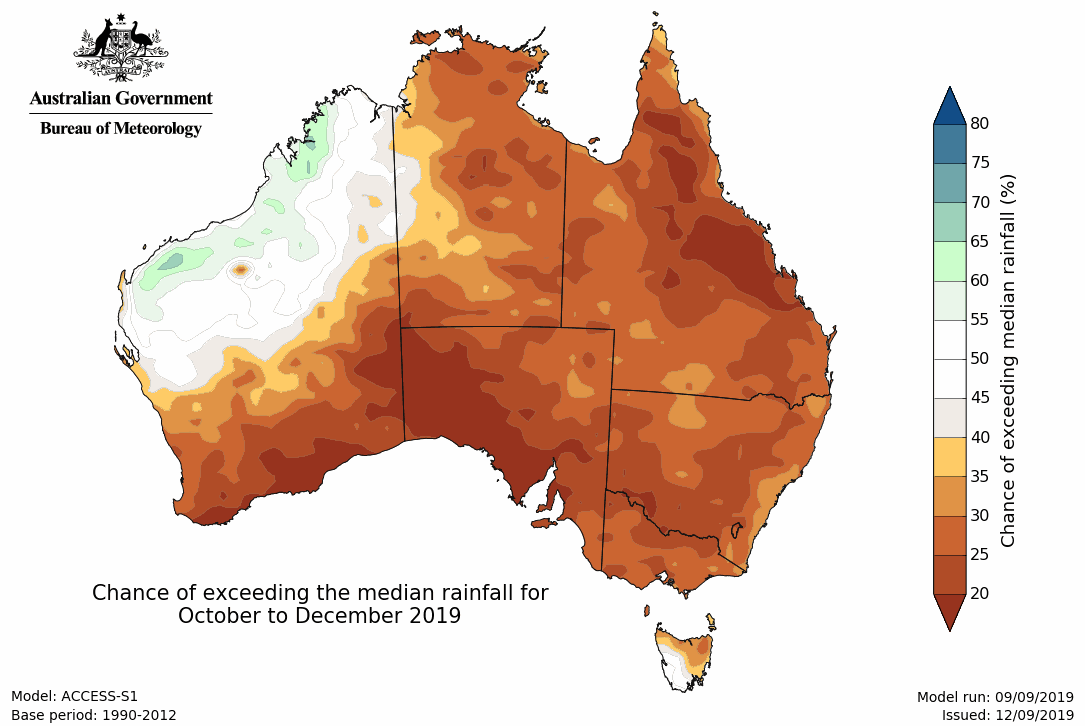 AUSTRALIA
Australian Government
Bureau of Meteorology
80
75
70
65
60
55
50
45
40
35
30
25
20
Chance of exceeding median rainfall (%)
Chance of exceeding the median rainfall for
October to December 2019
Model: ACCESS-S1
Base period: 1990-2012
Model run: 09/09/2019
Issued: 12/09/2019